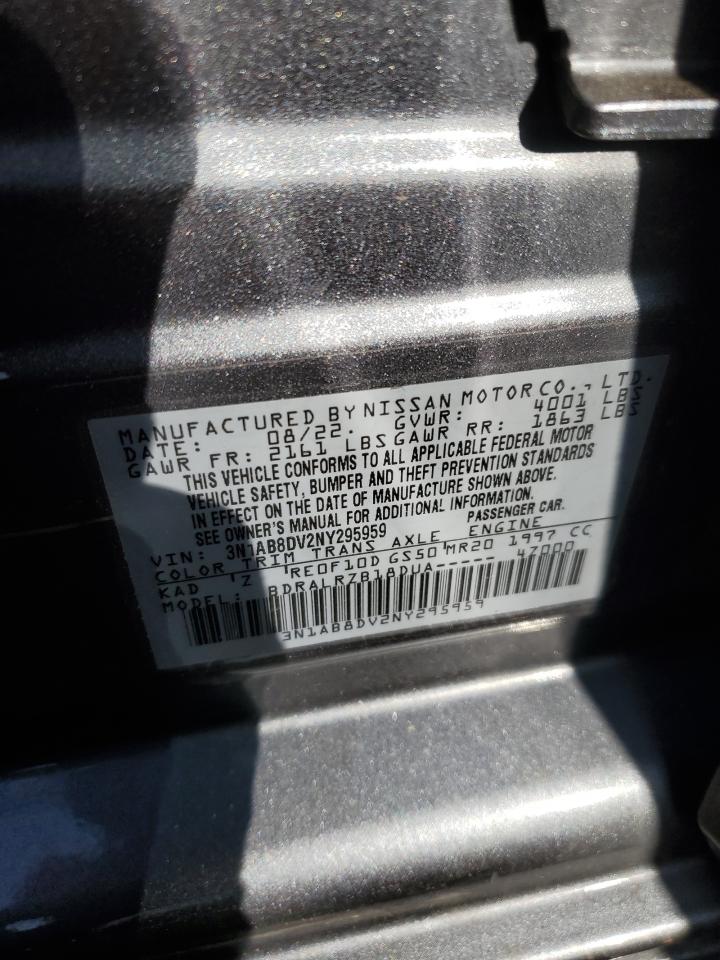 MANUFACTURED BY NISSAN MOTOR CO., LTD.
DATE: 08/22. GVWR: 4001 LBS
GAWR FR: 2161 LBS GAWR RR: 1863 LBS
THIS VEHICLE CONFORMS TO ALL APPLICABLE FEDERAL MOTOR
VEHICLE SAFETY, BUMPER AND THEFT PREVENTION STANDARDS
IN EFFECT ON THE DATE OF MANUFACTURE SHOWN ABOVE.
SEE OWNER'S MANUAL FOR ADDITIONAL INFORMATION.
VIN: 3N1AB8DV2NY295959 PASSENGER CAR.
COLOR TRIM TRANS AXLE ENGINE
KAD Z RE0F10D GS50 MR20 1997 CC
MODEL: BDRALRZB18DUA----- 47000
3N1AB8DV2NY295959